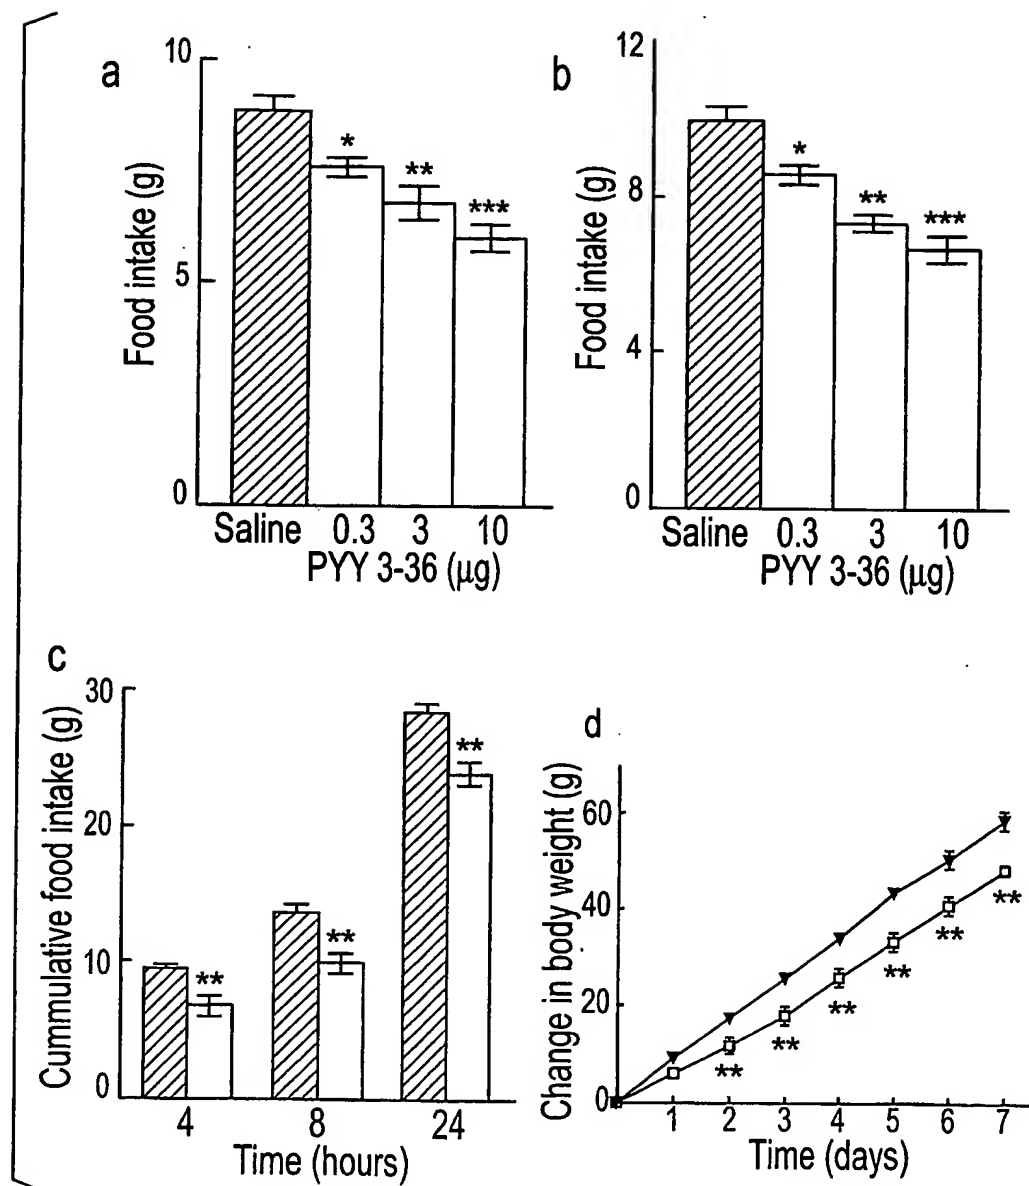 a
10
5
0
Food intake (g)
*
**
***
Saline 0.3 3 10
PYY 3-36 (μg)
b
12
8
4
0
Food intake (g)
*
**
***
Saline 0.3 3 10
PYY 3-36 (μg)
c
30
20
10
0
Cummulative food intake (g)
**
**
**
4 8 24
Time (hours)
d
60
40
20
0
Change in body weight (g)
**
**
**
**
**
**
1 2 3 4 5 6 7
Time (days)